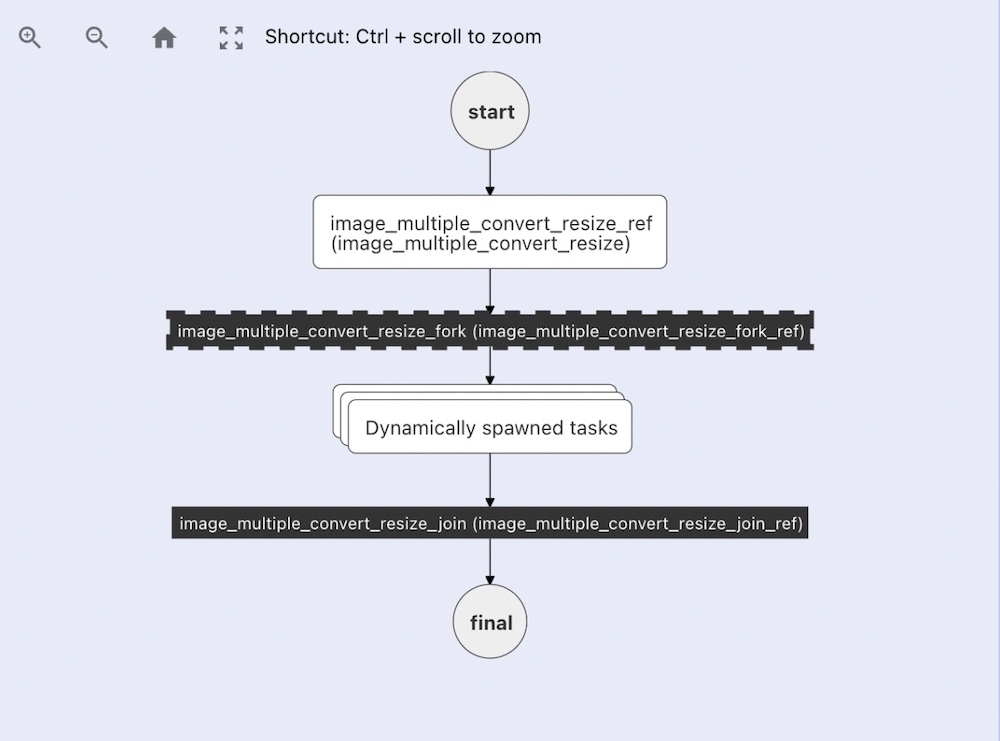 Shortcut: Ctrl + scroll to zoom
start
image_multiple_convert_resize_ref
(image_multiple_convert_resize)
image_multiple_convert_resize_fork (image_multiple_convert_resize_fork_ref)
Dynamically spawned tasks
image_multiple_convert_resize_join (image_multiple_convert_resize_join_ref)
final